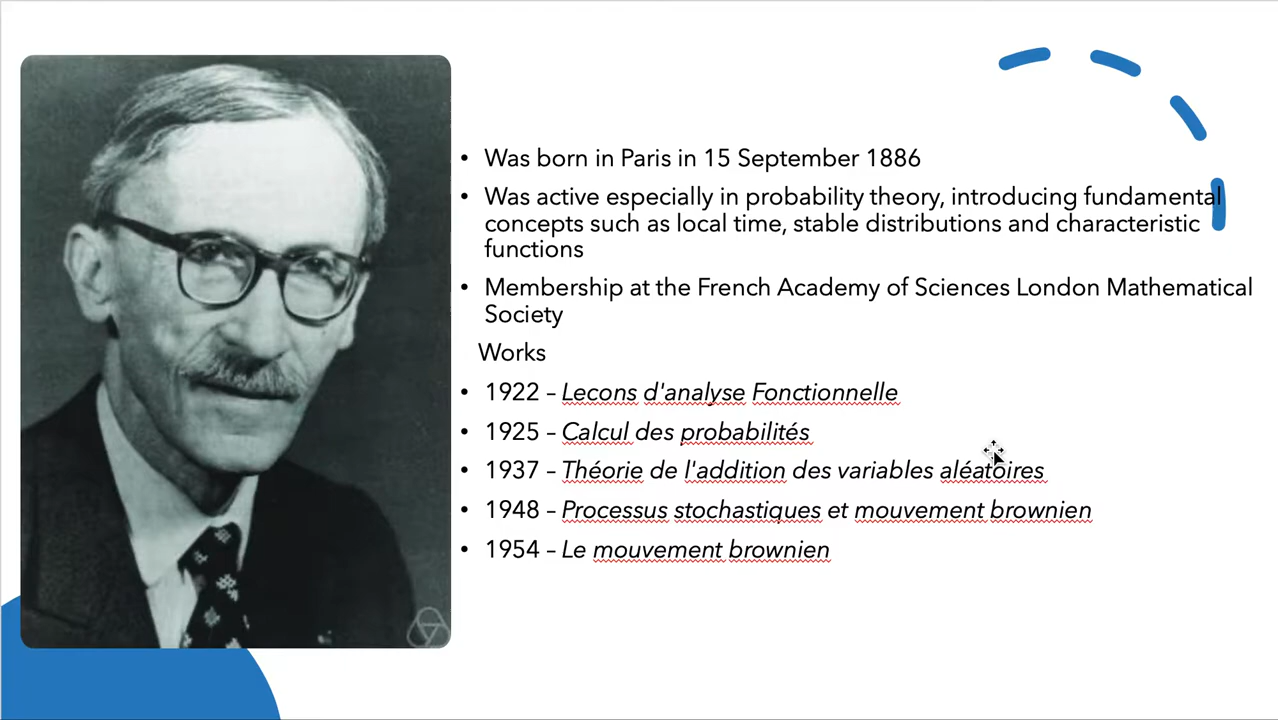 • Was born in Paris in 15 September 1886
• Was active especially in probability theory, introducing fundamental
concepts such as local time, stable distributions and characteristic
functions
• Membership at the French Academy of Sciences London Mathematical
Society
Works
• 1922 – Lecons d'analyse Fonctionnelle
• 1925 – Calcul des probabilités
• 1937 – Théorie de l'addition des variables aléatoires
• 1948 – Processus stochastiques et mouvement brownien
• 1954 – Le mouvement brownien